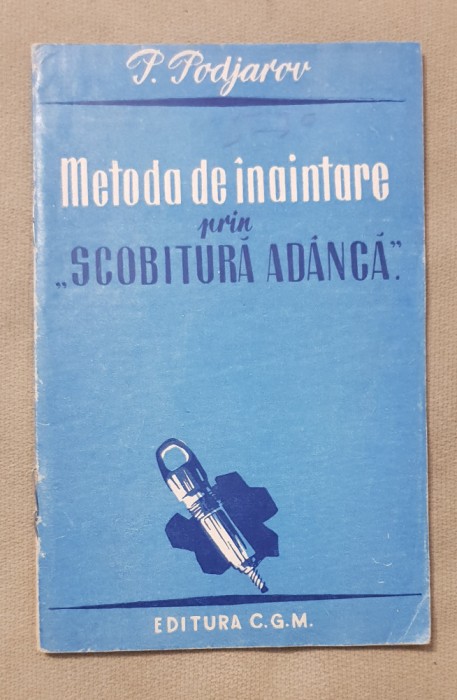 P. Podjarov
Metoda de înaintare
prin
„SCOBITURĂ ADÂNCĂ”.
EDITURA C.G.M.